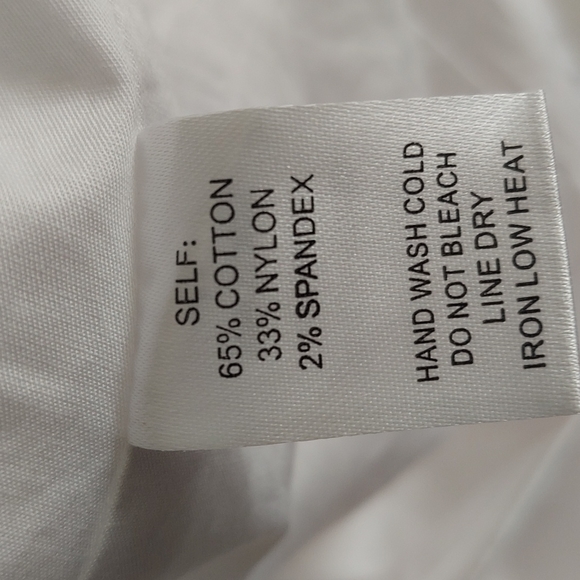 SELF:
65% COTTON
33% NYLON
2% SPANDEX
HAND WASH COLD
DO NOT BLEACH
LINE DRY
IRON LOW HEAT